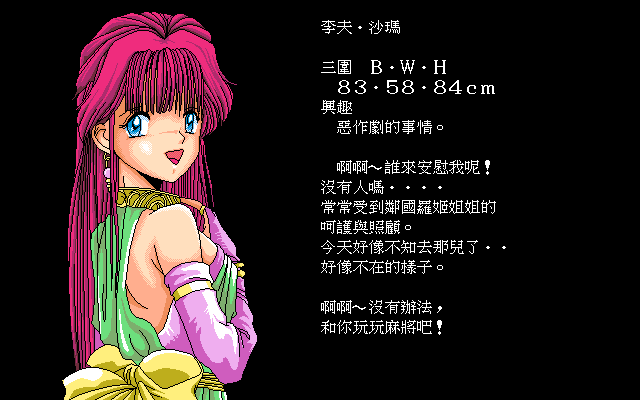 李夫·沙瑪
三圍 B·W·H
83·58·84cm
興趣
惡作劇的事情。
啊啊～誰來安慰我呢！
沒有人嗎····
常常受到鄰國羅姬姐姐的
呵護與照顧。
今天好像不知去那兒了··
好像不在的樣子。
啊啊～沒有辦法，
和你玩玩麻將吧！